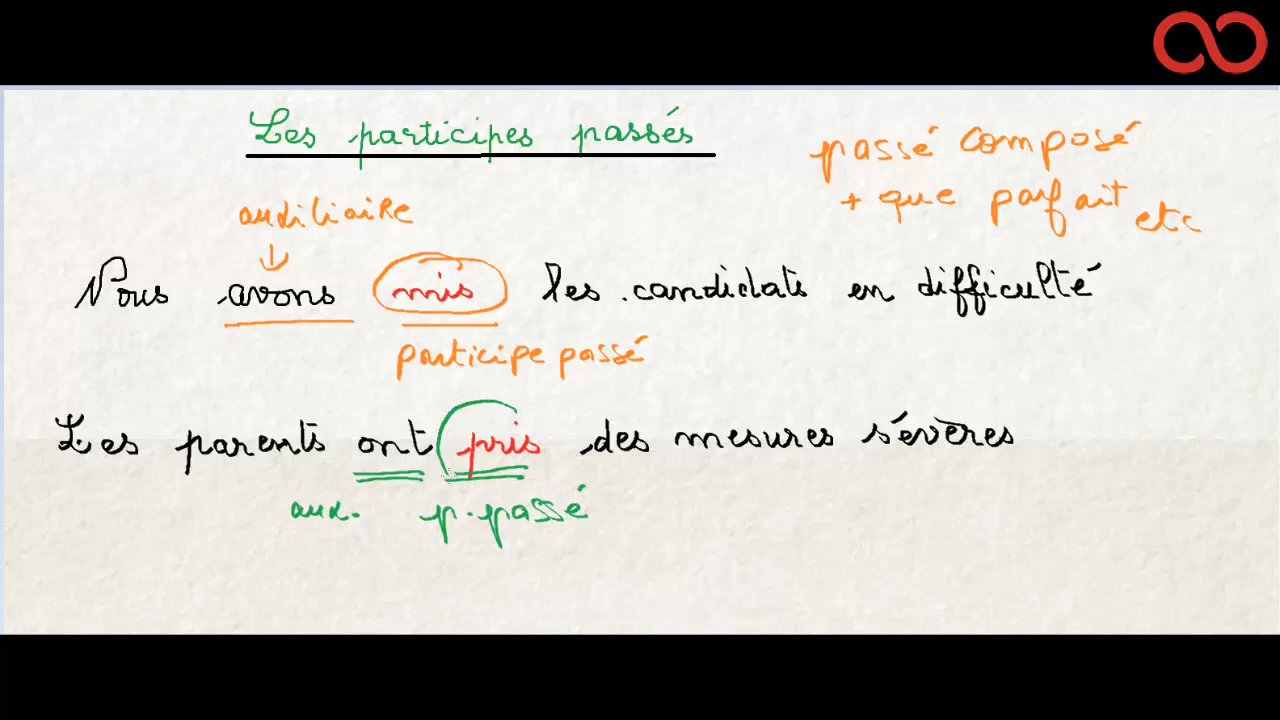 Les participes passés
passé composé
+ que parfait etc
auxiliaire
Nous avons mis les candidats en difficulté
participe passé
Les parents ont pris des mesures sévères
aux. p. passé